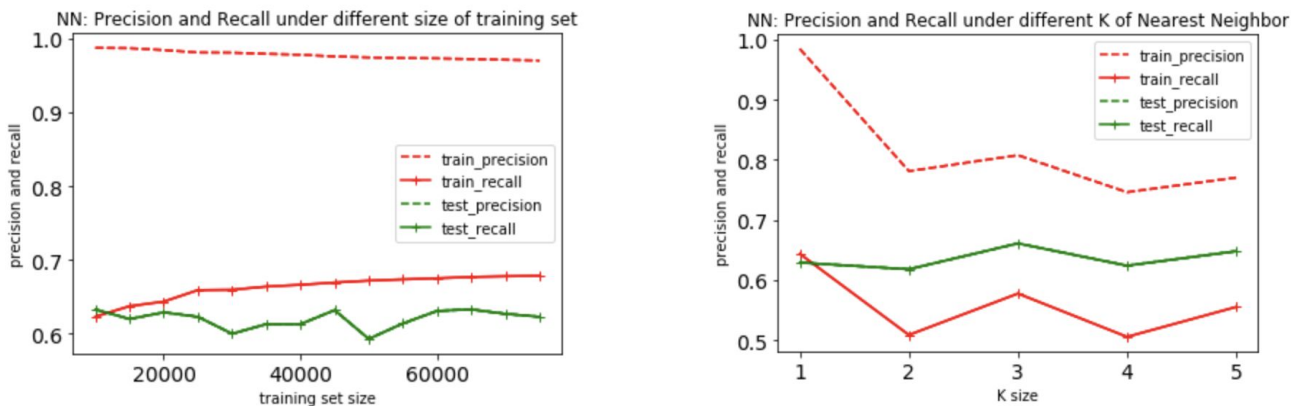 NN: Precision and Recall under different size of training set
1.0
0.9
0.8
0.7
0.6
precision and recall
train_precision
train_recall
test_precision
test_recall
20000 40000 60000
training set size
NN: Precision and Recall under different K of Nearest Neighbor
1.0
0.9
0.8
0.7
0.6
0.5
precision and recall
train_precision
train_recall
test_precision
test_recall
1 2 3 4 5
K size